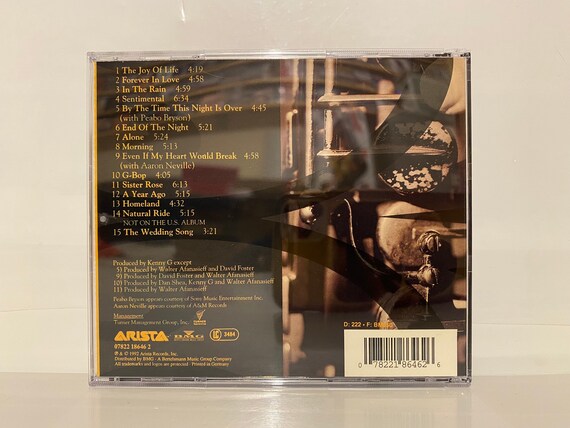 1 The Joy Of Life 4:19
2 Forever In Love 4:58
3 In The Rain 4:59
4 Sentimental 6:34
5 By The Time This Night Is Over 4:45
(with Peabo Bryson)
6 End Of The Night 5:21
7 Alone 5:24
8 Morning 5:13
9 Even If My Heart Would Break 4:58
(with Aaron Neville)
10 G-Bop 4:05
11 Sister Rose 6:13
12 A Year Ago 5:15
13 Homeland 4:32
14 Natural Ride 5:15
NOT ON THE U.S. ALBUM
15 The Wedding Song 3:21
Produced by Kenny G except
5) Produced by Walter Afanasieff and David Foster
9) Produced by David Foster and Walter Afanasieff
10) Produced by Dan Shea, Kenny G and Walter Afanasieff
11) Produced by Walter Afanasieff
Peabo Bryson appears courtesy of Sony Music Entertainment Inc.
Aaron Neville appears courtesy of A&M Records
Management:
Turner Management Group, Inc.
ARISTA BMG LC 3484
07822 18646 2
℗ & © 1992 Arista Records, Inc.
Distributed by BMG - A Bertelsmann Music Group Company
All trademarks and logos are protected · Printed in Germany
D: 222 · F:
0 78221 86462 6